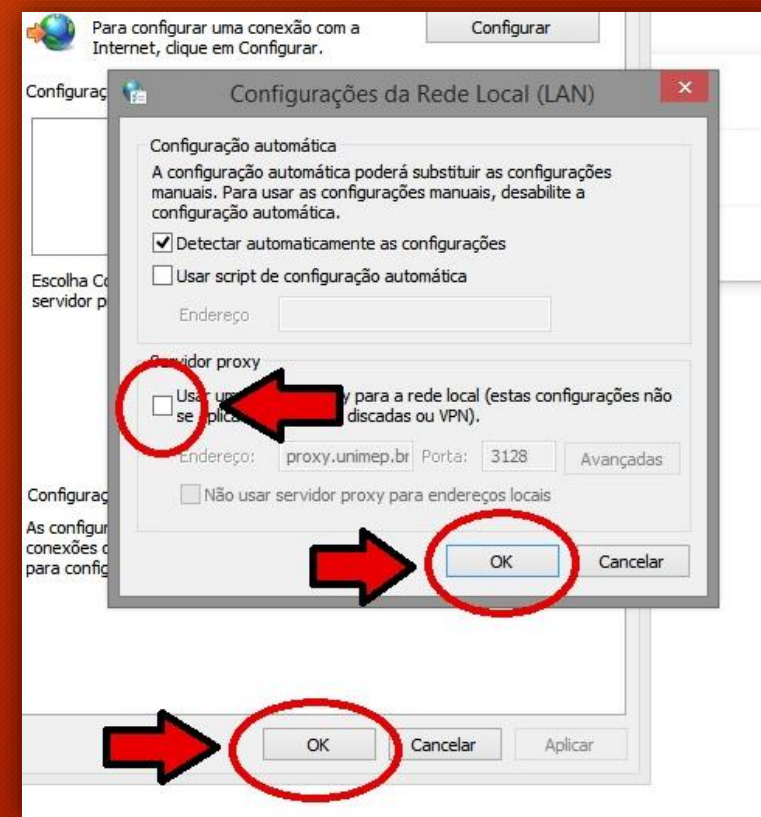 Para configurar uma conexão com a
Internet, clique em Configurar.
Configurar
Configurações da Rede Local (LAN)
Configuração automática
A configuração automática poderá substituir as configurações
manuais. Para usar as configurações manuais, desabilite a
configuração automática.
Detectar automaticamente as configurações
Usar script de configuração automática
Endereço
Escolha
servidor
Servidor proxy
Usar para a rede local (estas configurações não
se discadas ou VPN).
Endereço: proxy.unimep.br Porta: 3128 Avançadas
Não usar servidor proxy para endereços locais
As
conexões
para
OK Cancelar
OK Cancelar Aplicar